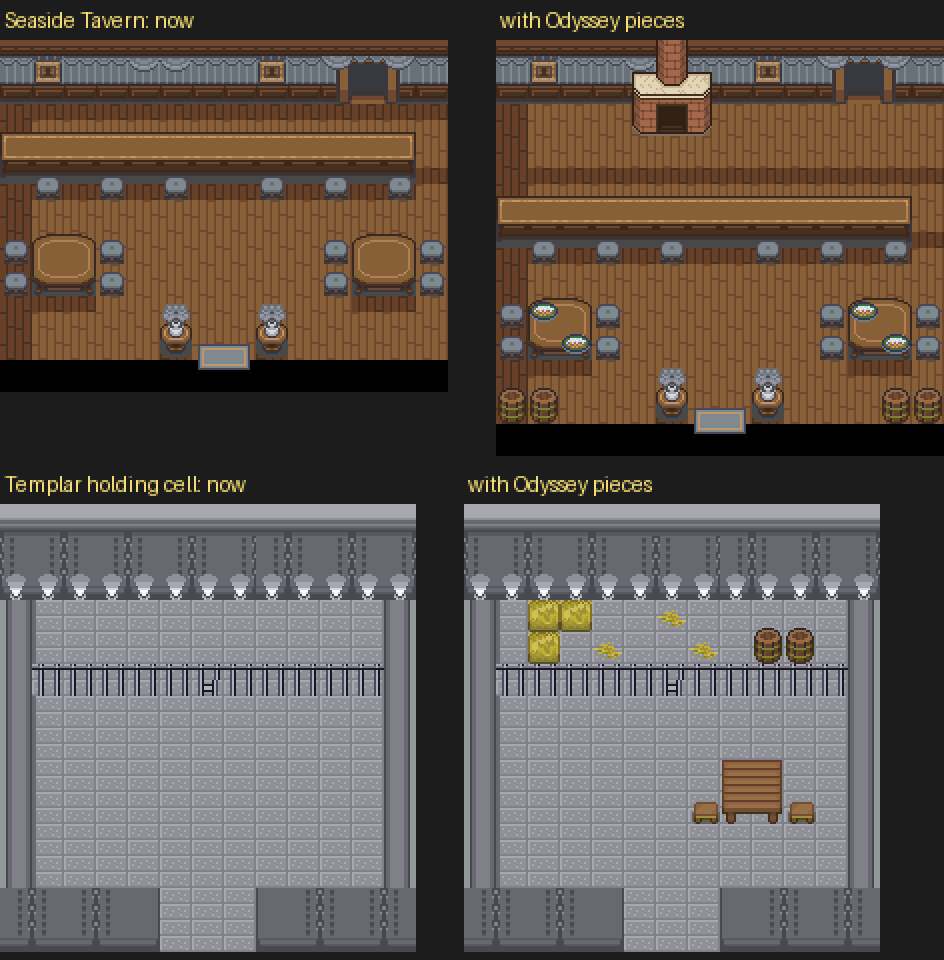 Seaside Tavern: now
with Odyssey pieces
Templar holding cell: now
with Odyssey pieces